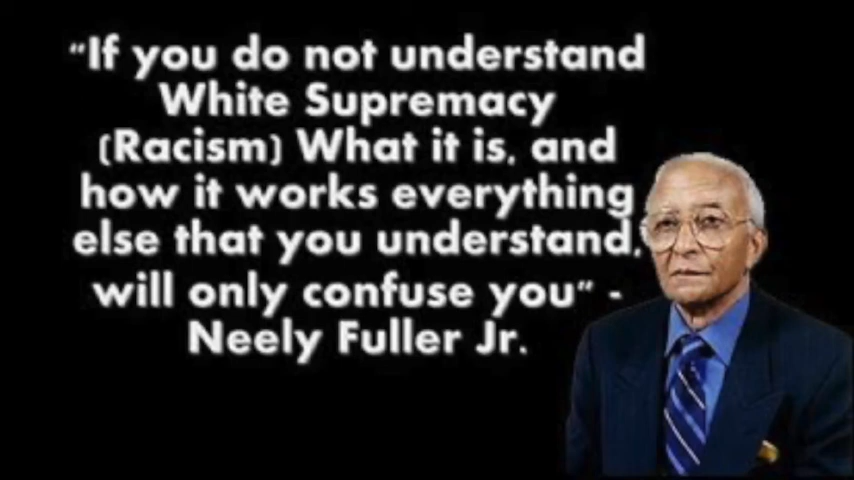 "If you do not understand
White Supremacy
(Racism) What it is, and
how it works everything
else that you understand,
will only confuse you" -
Neely Fuller Jr.